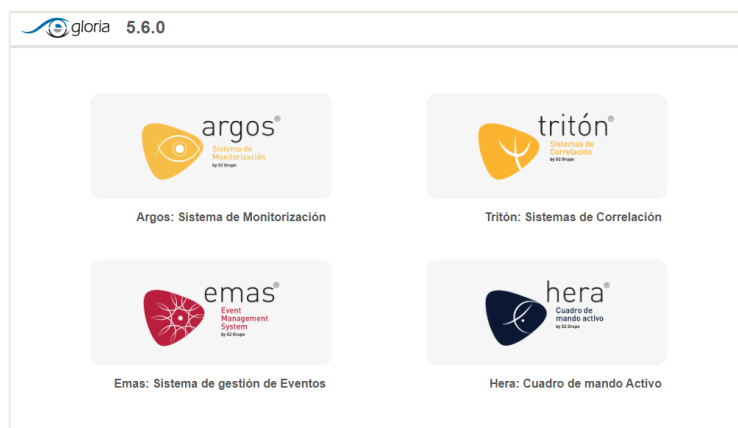 gloria 5.6.0
argos®
Sistema de
Monitorización
by S2 Grupo
Argos: Sistema de Monitorización
tritón®
Sistemas de
Correlación
by S2 Grupo
Tritón: Sistemas de Correlación
emas®
Event
Management
System
by S2 Grupo
Emas: Sistema de gestión de Eventos
hera®
Cuadro de
mando activo
by S2 Grupo
Hera: Cuadro de mando Activo